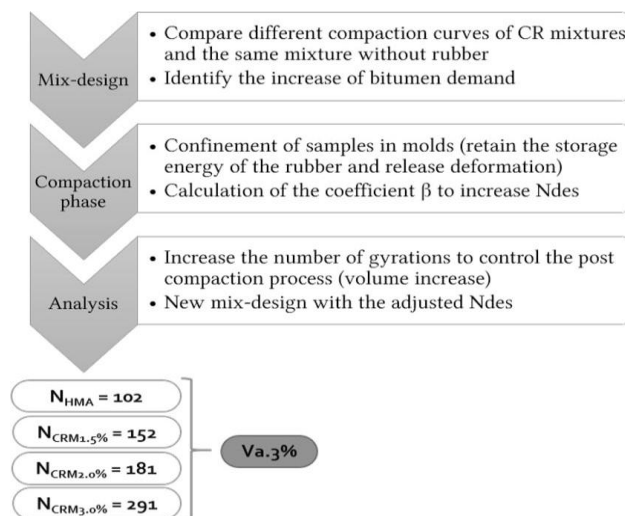 Mix-design
• Compare different compaction curves of CR mixtures
and the same mixture without rubber
• Identify the increase of bitumen demand
Compaction
phase
• Confinement of samples in molds (retain the storage
energy of the rubber and release deformation)
• Calculation of the coefficient β to increase Ndes
Analysis
• Increase the number of gyrations to control the post
compaction process (volume increase)
• New mix-design with the adjusted Ndes
NHMA = 102
NCRM1.5% = 152
NCRM2.0% = 181
NCRM3.0% = 291
Va.3%